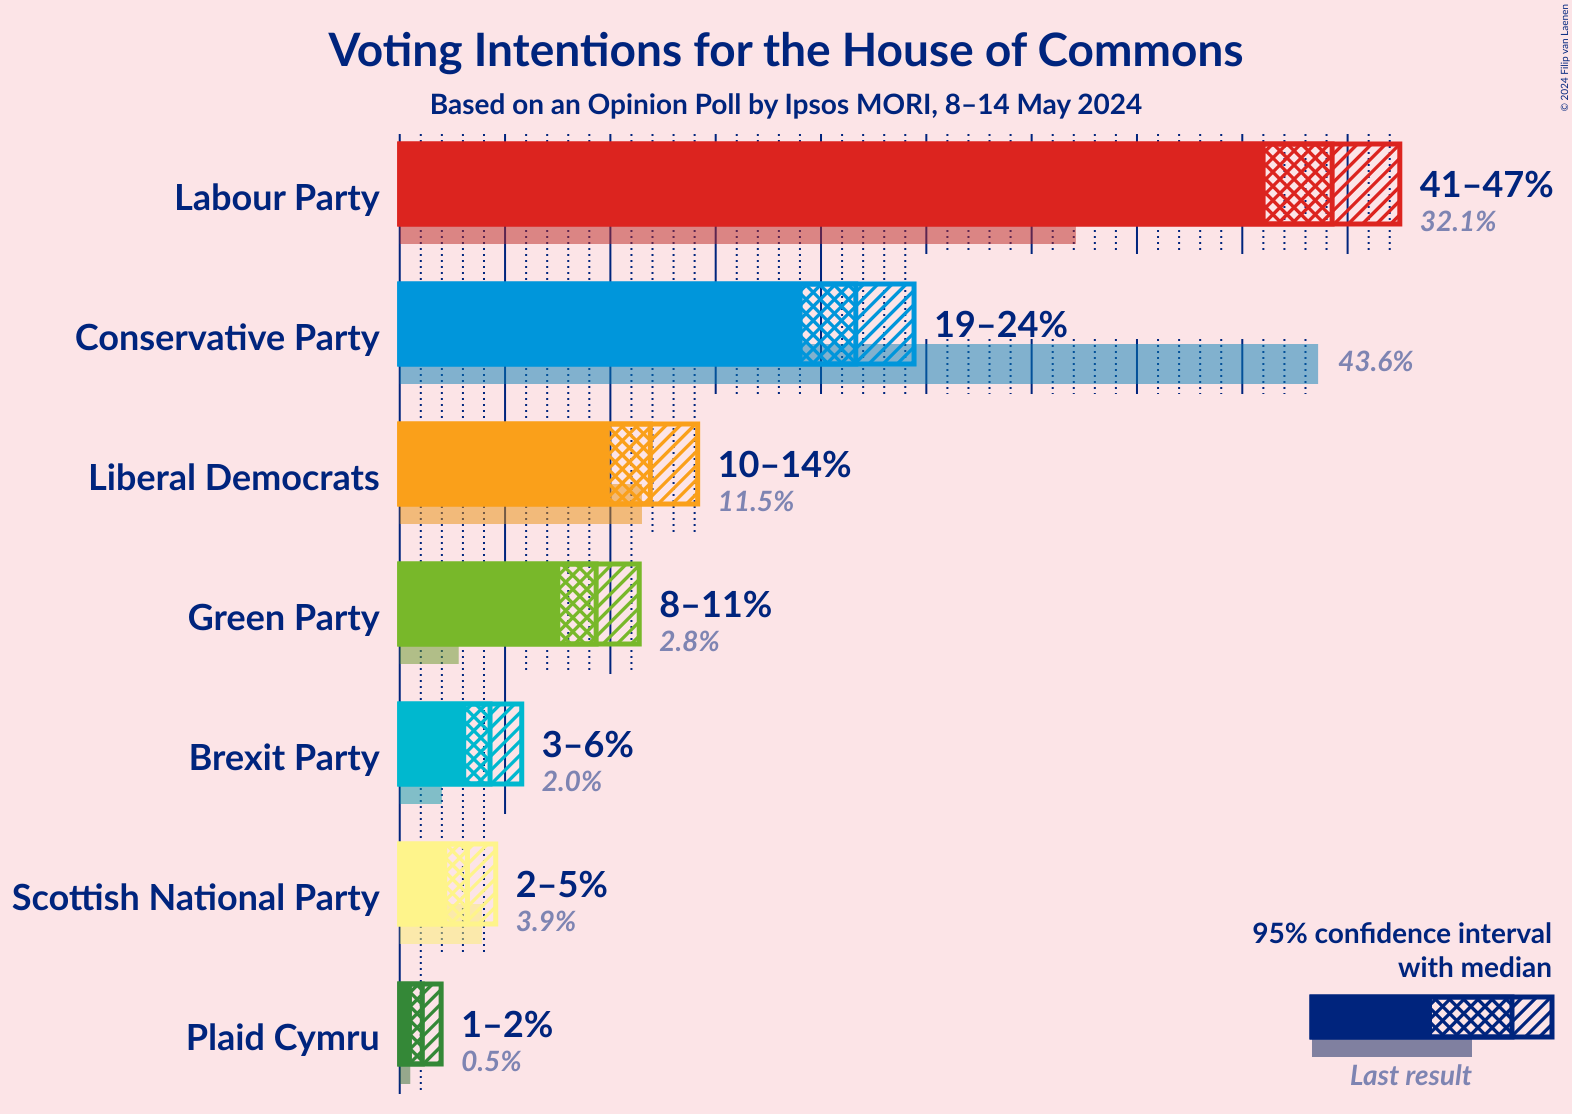 Voting Intentions for the House of Commons
Based on an Opinion Poll by Ipsos MORI, 8–14 May 2024
© 2024 Filip van Laenen
Labour Party
41–47%
32.1%
Conservative Party
19–24%
43.6%
Liberal Democrats
10–14%
11.5%
Green Party
8–11%
2.8%
Brexit Party
3–6%
2.0%
Scottish National Party
2–5%
3.9%
Plaid Cymru
1–2%
0.5%
95% confidence interval
with median
Last result